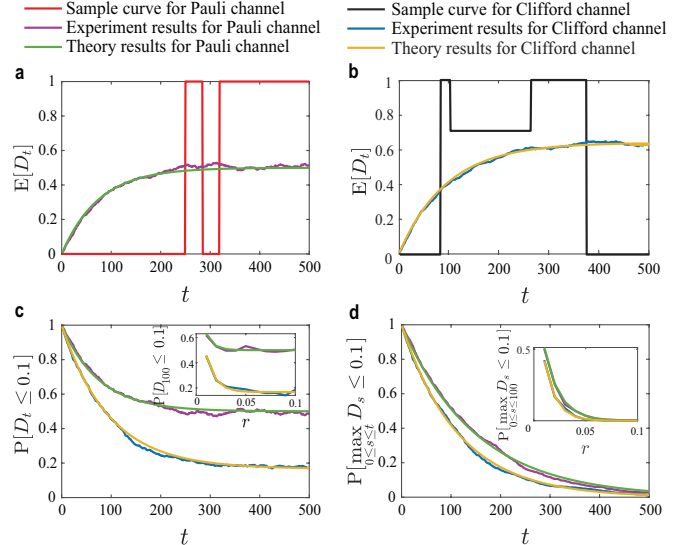 Sample curve for Pauli channel
Experiment results for Pauli channel
Theory results for Pauli channel
Sample curve for Clifford channel
Experiment results for Clifford channel
Theory results for Clifford channel
a
E[D_t]
1
0.8
0.6
0.4
0.2
0
0 100 200 300 400 500
t
b
E[D_t]
1
0.8
0.6
0.4
0.2
0
0 100 200 300 400 500
t
c
P[D_t ≤ 0.1]
1
0.8
0.6
0.4
0.2
0
0 100 200 300 400 500
t
P[D_100 ≤ 0.1]
0.6
0.4
0.2
0 0.05 0.1
r
d
P[max_{0≤s≤t} D_s ≤ 0.1]
1
0.8
0.6
0.4
0.2
0
0 100 200 300 400 500
t
P[max_{0≤s≤100} D_s ≤ 0.1]
0.5
0
0.05 0.1
r